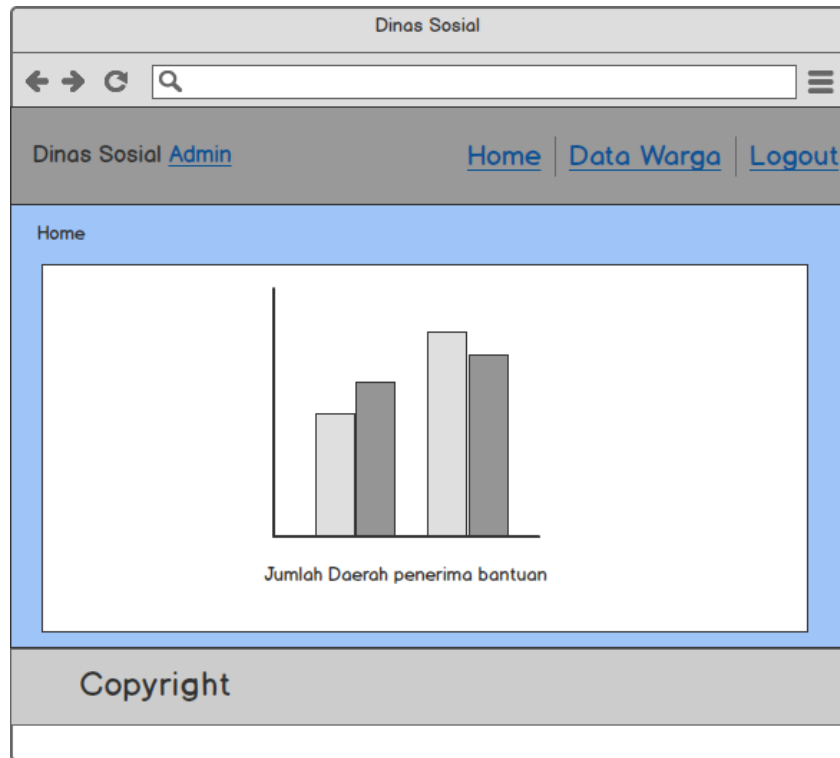 Dinas Sosial
Dinas Sosial Admin
Home Data Warga Logout
Home
Jumlah Daerah penerima bantuan
Copyright